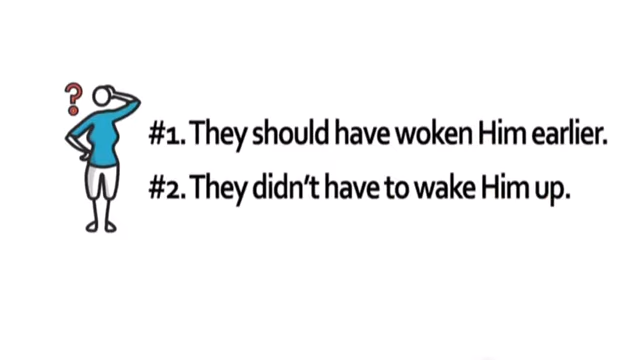 ?
#1. They should have woken Him earlier.
#2. They didn't have to wake Him up.